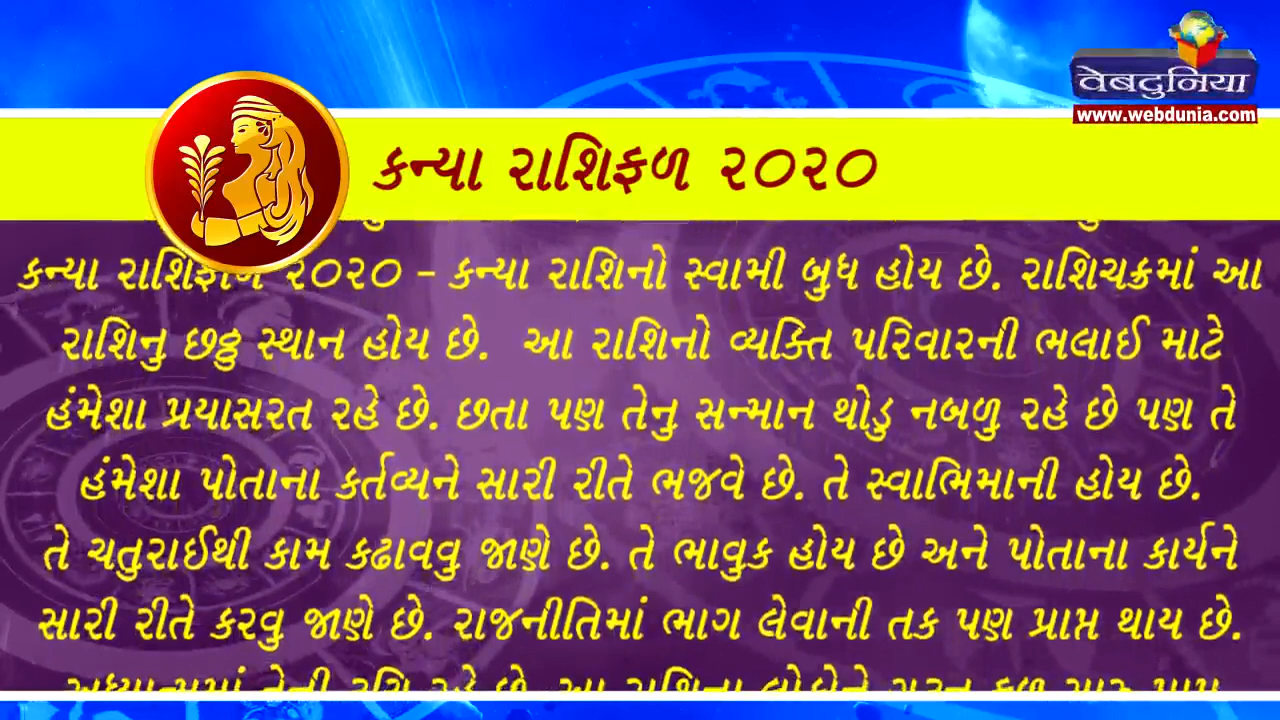 वेबदुनिया
www.webdunia.com
કન્યા રાશિફળ ૨૦૨૦
કન્યા રાશિફળ ૨૦૨૦ - કન્યા રાશિનો સ્વામી બુધ હોય છે. રાશિચક્રમાં આ
રાશિનુ છઠ્ઠુ સ્થાન હોય છે. આ રાશિનો વ્યક્તિ પરિવારની ભલાઈ માટે
હંમેશા પ્રયાસરત રહે છે. છતા પણ તેનુ સન્માન થોડુ નબળુ રહે છે પણ તે
હંમેશા પોતાના કર્તવ્યને સારી રીતે ભજવે છે. તે સ્વાભિમાની હોય છે.
તે ચતુરાઈથી કામ કઢાવવુ જાણે છે. તે ભાવુક હોય છે અને પોતાના કાર્યને
સારી રીતે કરવુ જાણે છે. રાજનીતિમાં ભાગ લેવાની તક પણ પ્રાપ્ત થાય છે.